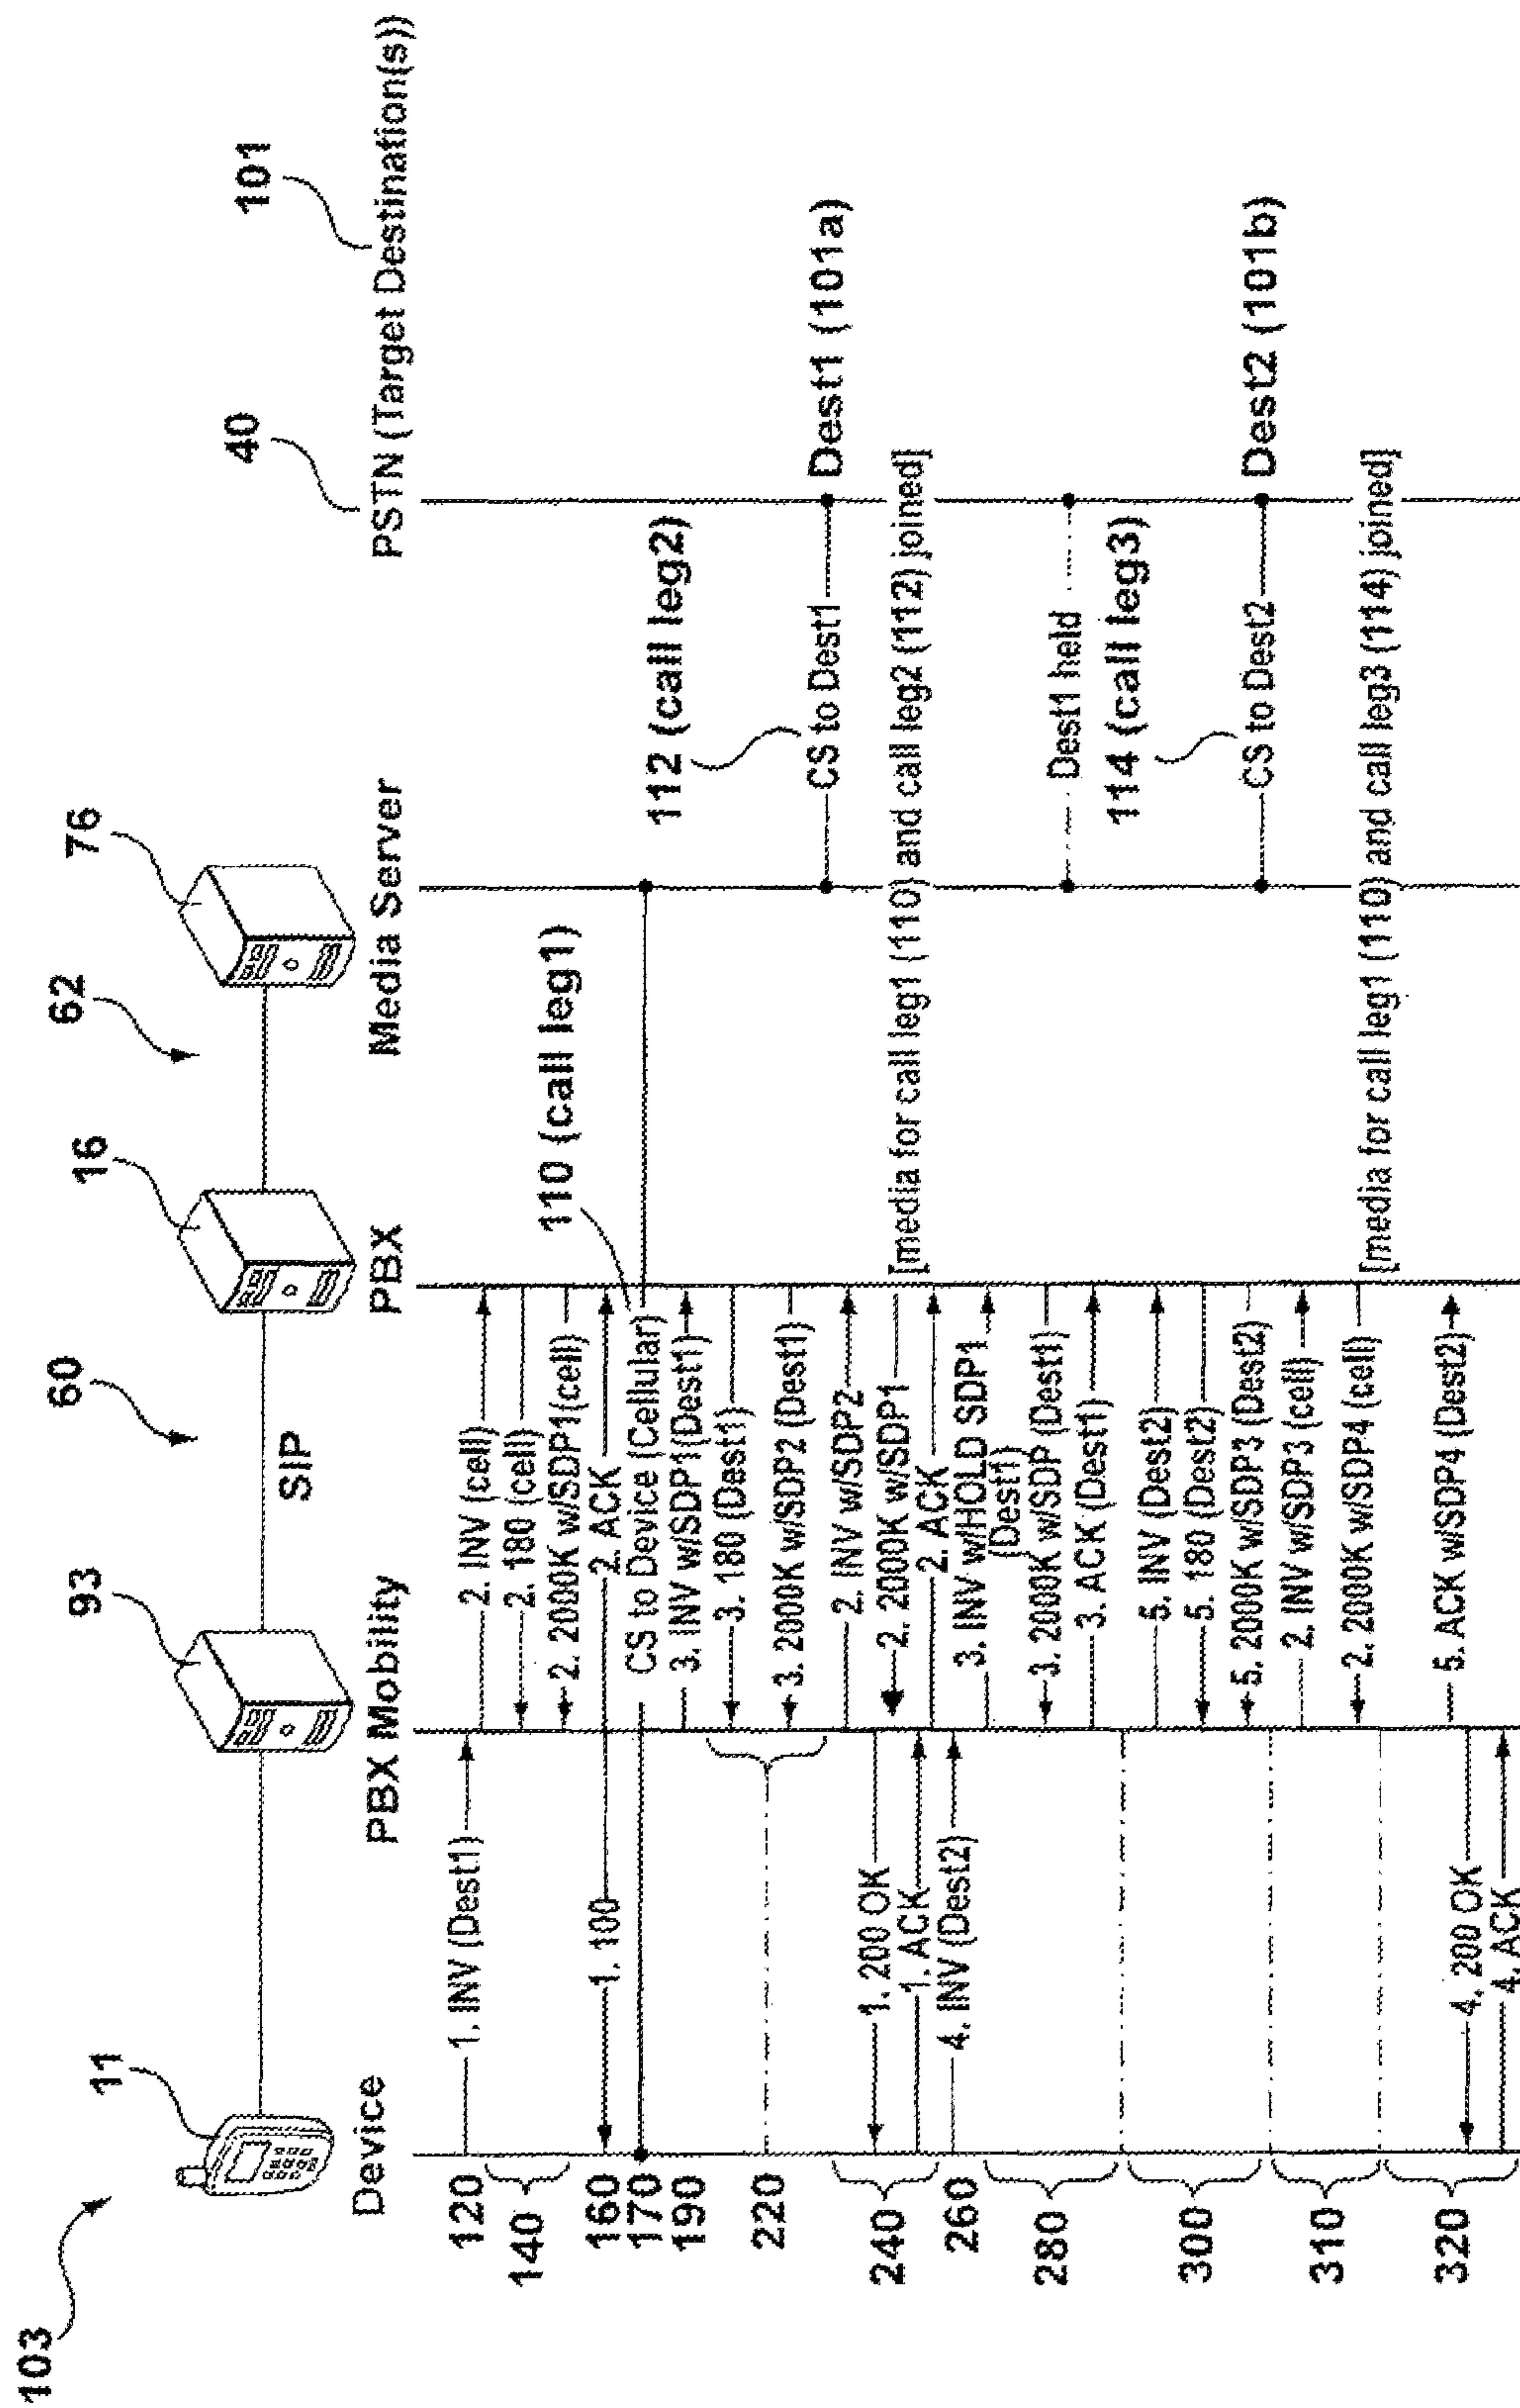 103
60
62
11
93
16
76
40
101
SIP
Device
PBX Mobility
PBX
Media Server
PSTN (Target Destination(s))
120
1. INV (Dest1)
2. INV (cell)
140
2. 180 (cell)
2. 2000K w/SDP1(cell)
110 (call leg1)
160
1. 100
2. ACK
170
CS to Device (Cellular)
112 (call leg2)
190
3. INV w/SDP1(Dest1)
220
3. 180 (Dest1)
3. 2000K w/SDP2 (Dest1)
CS to Dest1
Dest1 (101a)
240
2. INV w/SDP2
1. 200 OK
2. 2000K w/SDP1
[media for call leg1 (110) and call leg2 (112) joined]
1. ACK
2. ACK
260
4. INV (Dest2)
3. INV w/HOLD SDP1
(Dest1)
280
3. 2000K w/SDP (Dest1)
Dest1 held
3. ACK (Dest1)
114 (call leg3)
300
5. INV (Dest2)
5. 180 (Dest2)
5. 2000K w/SDP3 (Dest2)
CS to Dest2
Dest2 (101b)
310
2. INV w/SDP3 (cell)
2. 2000K w/SDP4 (cell)
[media for call leg1 (110) and call leg3 (114) joined]
320
5. ACK w/SDP4 (Dest2)
4. 200 OK
4. ACK